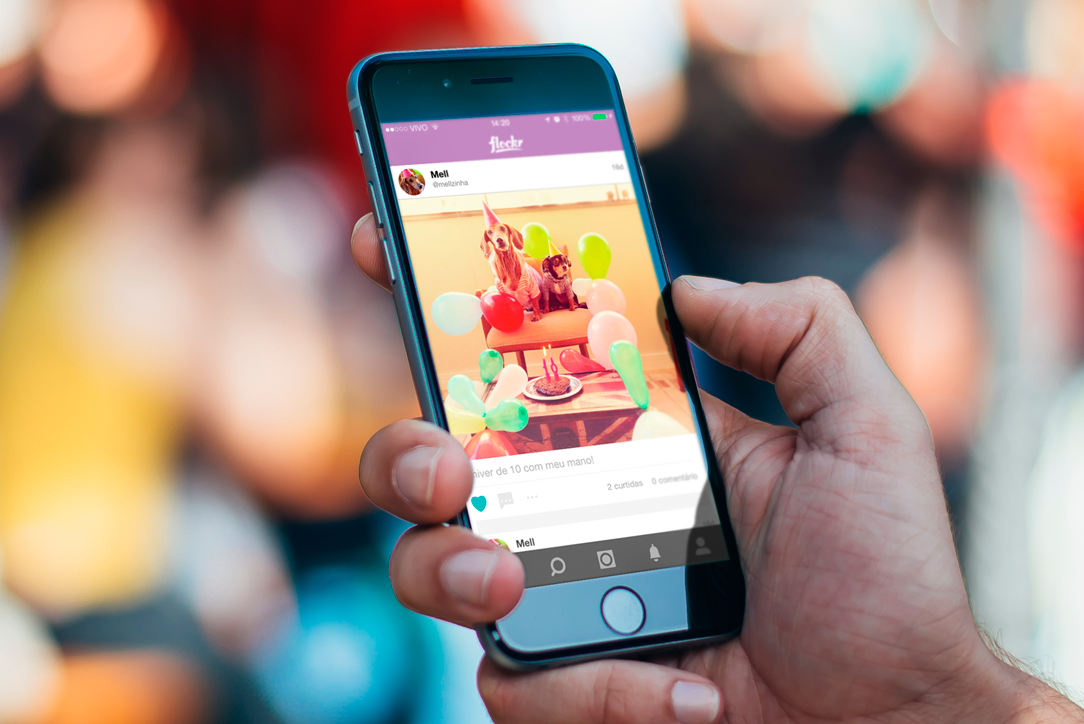 VIVO 14:20 100%
fleckr
Mell
@mellzinha
16d
niver de 10 com meu mano!
2 curtidas 0 comentário
Mell